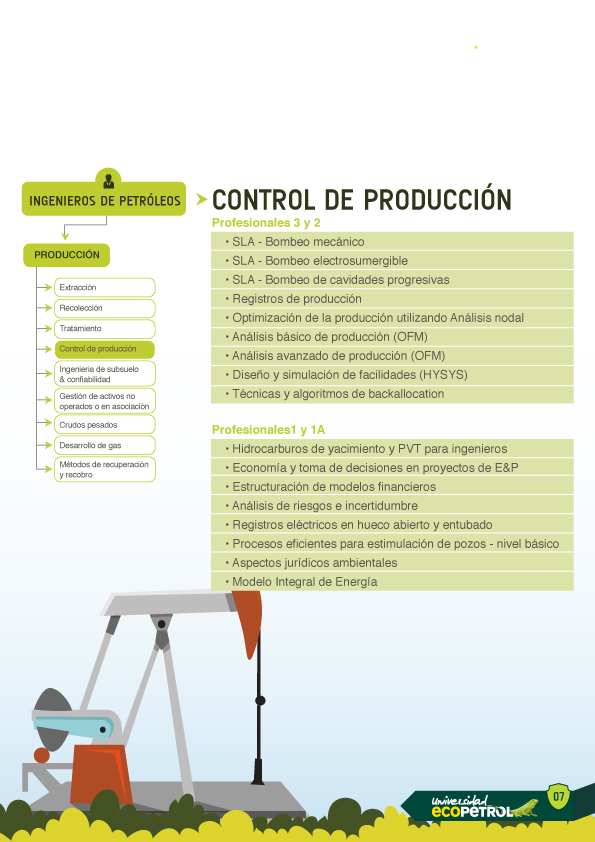 INGENIEROS DE PETRÓLEOS
PRODUCCIÓN
Extracción
Recolección
Tratamiento
Control de producción
Ingenieria de subsuelo
& confiabilidad
Gestión de activos no
operados o en asociación
Crudos pesados
Desarrollo de gas
Métodos de recuperación
y recobro
CONTROL DE PRODUCCIÓN
Profesionales 3 y 2
• SLA - Bombeo mecánico
• SLA - Bombeo electrosumergible
• SLA - Bombeo de cavidades progresivas
• Registros de producción
• Optimización de la producción utilizando Análisis nodal
• Análisis básico de producción (OFM)
• Análisis avanzado de producción (OFM)
• Diseño y simulación de facilidades (HYSYS)
• Técnicas y algoritmos de backallocation
Profesionales1 y 1A
• Hidrocarburos de yacimiento y PVT para ingenieros
• Economía y toma de decisiones en proyectos de E&P
• Estructuración de modelos financieros
• Análisis de riesgos e incertidumbre
• Registros eléctricos en hueco abierto y entubado
• Procesos eficientes para estimulación de pozos - nivel básico
• Aspectos jurídicos ambientales
• Modelo Integral de Energía
Universidad
ECOPETROL
07